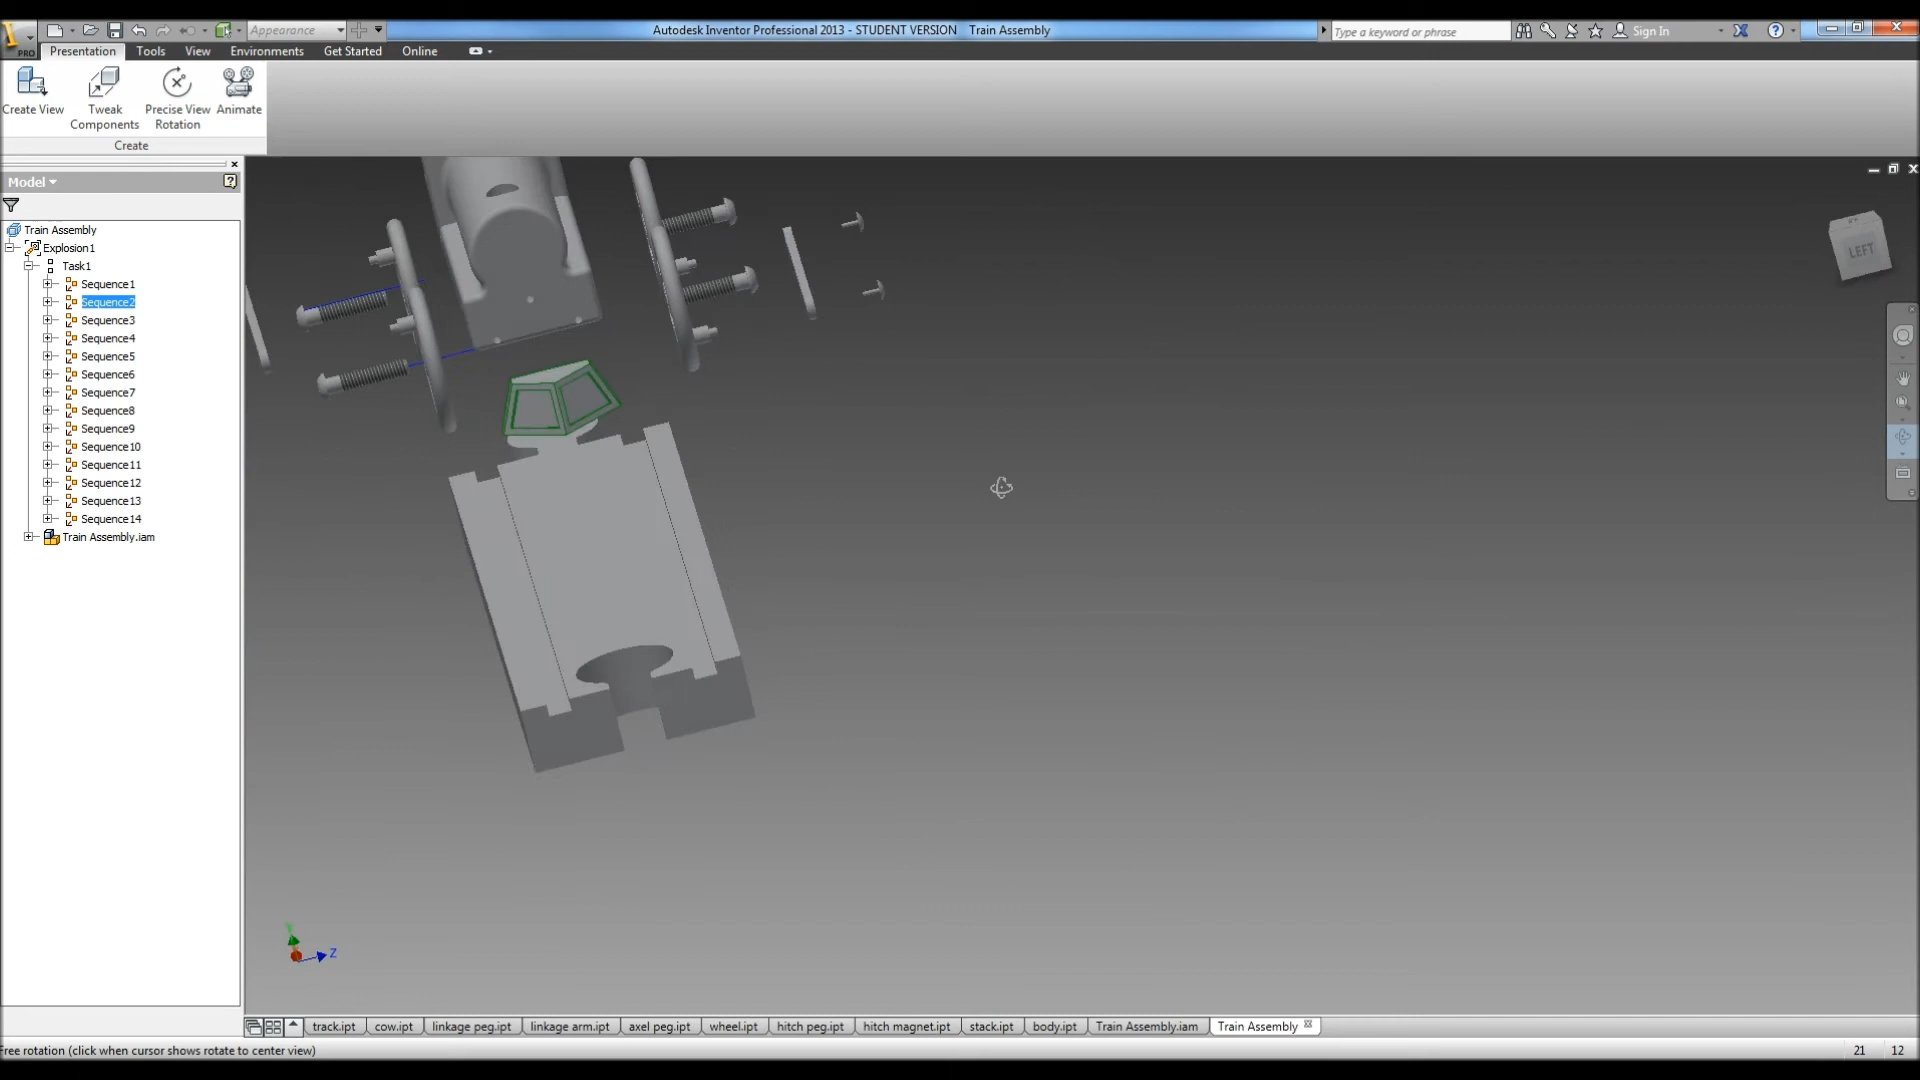 Appearance
Autodesk Inventor Professional 2013 - STUDENT VERSION Train Assembly
Type a keyword or phrase
Sign In
PRO
Presentation Tools View Environments Get Started Online
Create View Tweak Components Precise View Rotation Animate
Create
Model
Train Assembly
Explosion1
Task1
Sequence1
Sequence2
Sequence3
Sequence4
Sequence5
Sequence6
Sequence7
Sequence8
Sequence9
Sequence10
Sequence11
Sequence12
Sequence13
Sequence14
Train Assembly.iam
LEFT
Z
track.ipt cow.ipt linkage peg.ipt linkage arm.ipt axel peg.ipt wheel.ipt hitch peg.ipt hitch magnet.ipt stack.ipt body.ipt Train Assembly.iam Train Assembly
Free rotation (click when cursor shows rotate to center view)
21 12